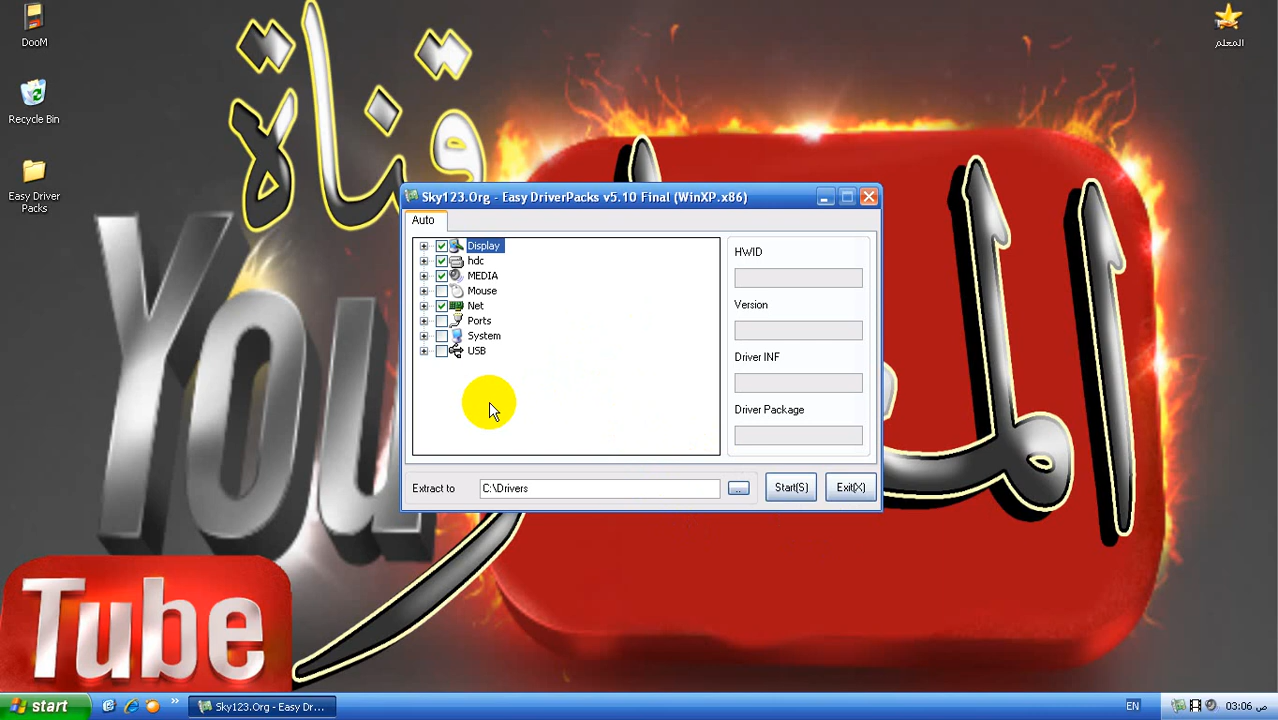 DooM
Recycle Bin
Easy Driver
Packs
المعلم
قناة
You
Tube
Sky123.Org - Easy DriverPacks v5.10 Final (WinXP.x86)
Auto
Display
hdc
MEDIA
Mouse
Net
Ports
System
USB
HWID
Version
Driver INF
Driver Package
Extract to
C:\Drivers
..
Start(S)
Exit(X)
start
»
Sky123.Org - Easy Dr...
EN
03:06 ص